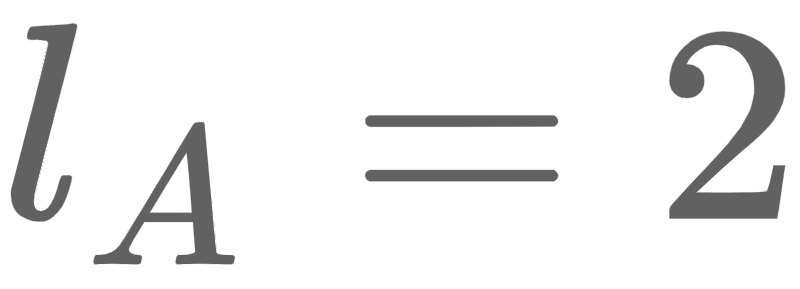 l_A = 2